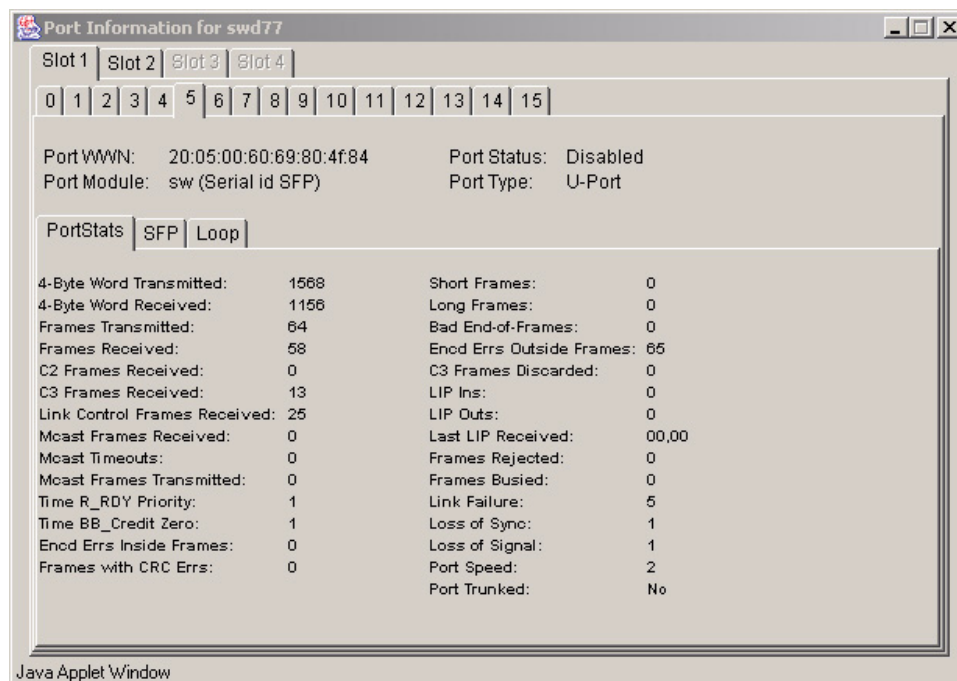 Port Information for swd77
Slot 1 Slot 2 Slot 3 Slot 4
0 1 2 3 4 5 6 7 8 9 10 11 12 13 14 15
Port WWN: 20:05:00:60:69:80:4f:84 Port Status: Disabled
Port Module: sw (Serial id SFP) Port Type: U-Port
PortStats SFP Loop
4-Byte Word Transmitted: 1568 Short Frames: 0
4-Byte Word Received: 1156 Long Frames: 0
Frames Transmitted: 64 Bad End-of-Frames: 0
Frames Received: 58 Encd Errs Outside Frames: 65
C2 Frames Received: 0 C3 Frames Discarded: 0
C3 Frames Received: 13 LIP Ins: 0
Link Control Frames Received: 25 LIP Outs: 0
Mcast Frames Received: 0 Last LIP Received: 00,00
Mcast Timeouts: 0 Frames Rejected: 0
Mcast Frames Transmitted: 0 Frames Busied: 0
Time R_RDY Priority: 1 Link Failure: 5
Time BB_Credit Zero: 1 Loss of Sync: 1
Encd Errs Inside Frames: 0 Loss of Signal: 1
Frames with CRC Errs: 0 Port Speed: 2
Port Trunked: No
Java Applet Window